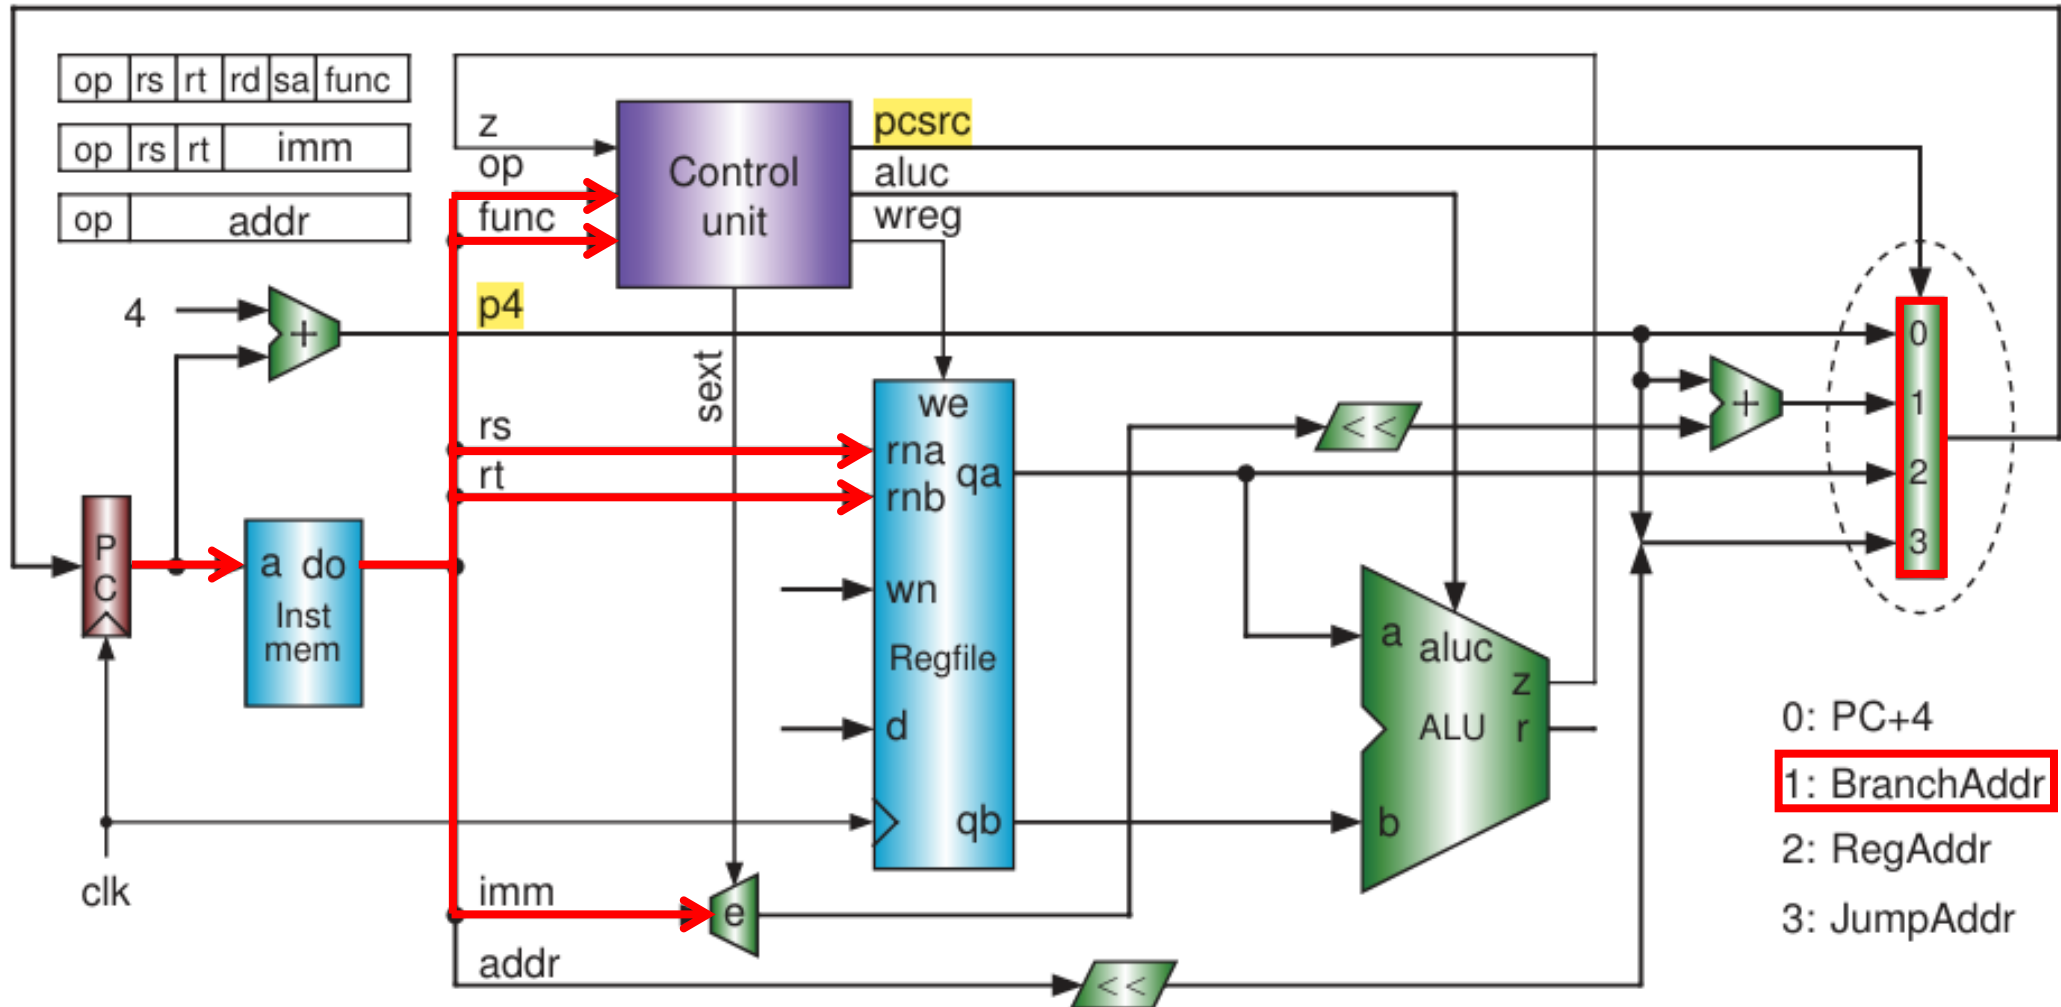 op rs rt rd sa func
op rs rt imm
op addr
z
op
func
Control
unit
pcsrc
aluc
wreg
4
+
p4
sext
rs
rt
we
rna
rnb
qa
wn
Regfile
d
qb
P
C
a do
Inst
mem
clk
imm
e
addr
<<
<<
+
a
aluc
z
ALU
r
b
0
1
2
3
0: PC+4
1: BranchAddr
2: RegAddr
3: JumpAddr